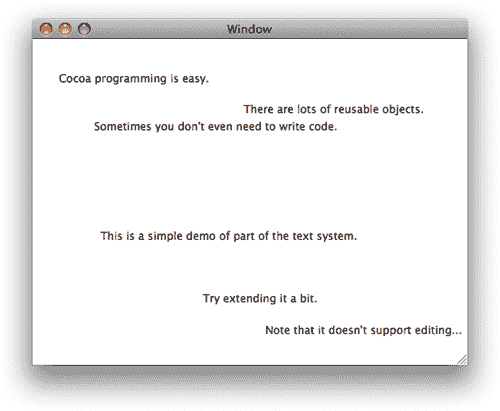 Window
Cocoa programming is easy.
There are lots of reusable objects.
Sometimes you don't even need to write code.
This is a simple demo of part of the text system.
Try extending it a bit.
Note that it doesn't support editing...